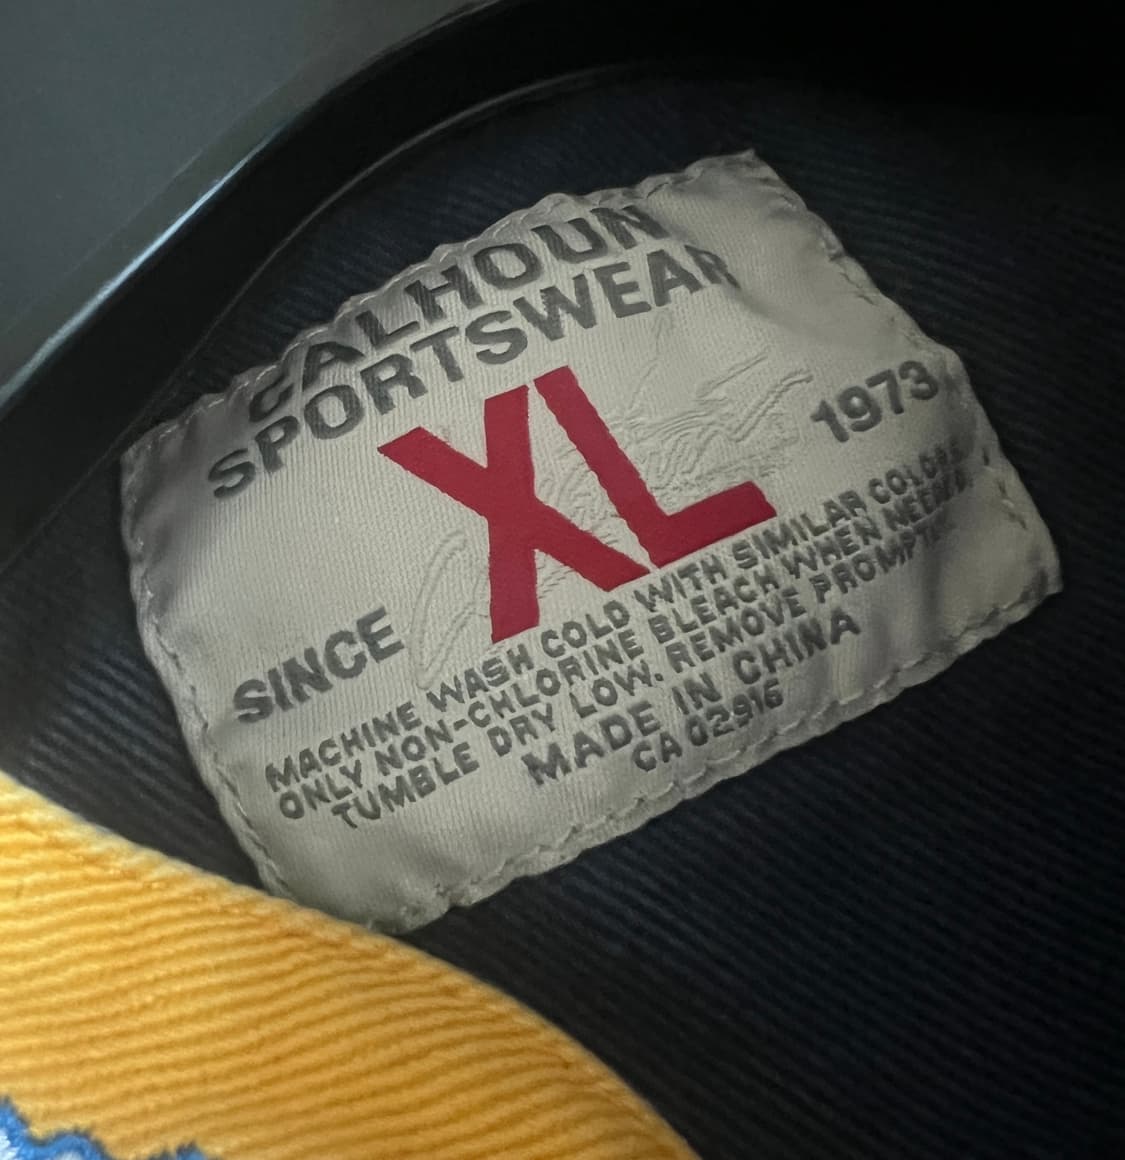 CALHOUN
SPORTSWEAR
XL
SINCE 1973
MACHINE WASH COLD WITH SIMILAR COLORS
ONLY NON-CHLORINE BLEACH WHEN NEEDED
TUMBLE DRY LOW. REMOVE PROMPTLY
MADE IN CHINA
CA 02916